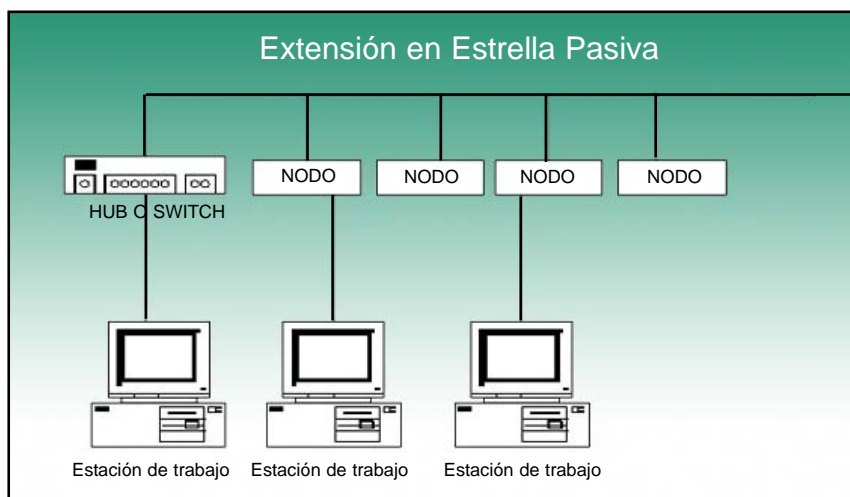 Extensión en Estrella Pasiva
NODO NODO NODO NODO
HUB O SWITCH
Estación de trabajo Estación de trabajo Estación de trabajo